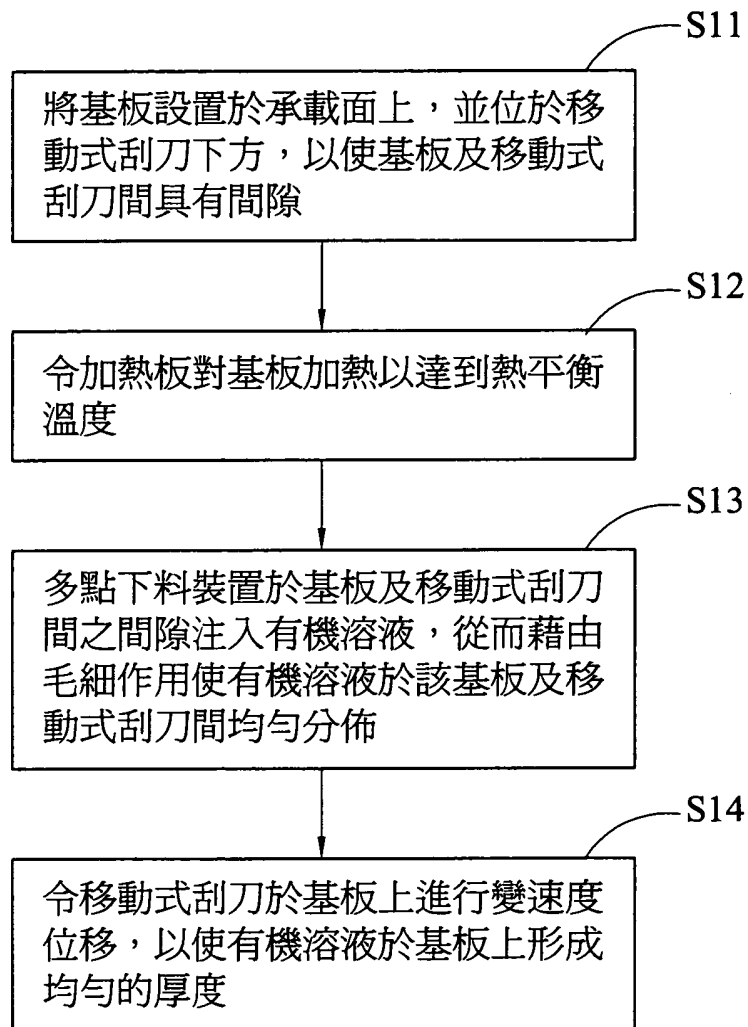 S11
將基板設置於承載面上，並位於移
動式刮刀下方，以使基板及移動式
刮刀間具有間隙
S12
令加熱板對基板加熱以達到熱平衡
溫度
S13
多點下料裝置於基板及移動式刮刀
間之間隙注入有機溶液，從而藉由
毛細作用使有機溶液於該基板及移
動式刮刀間均勻分佈
S14
令移動式刮刀於基板上進行變速度
位移，以使有機溶液於基板上形成
均勻的厚度